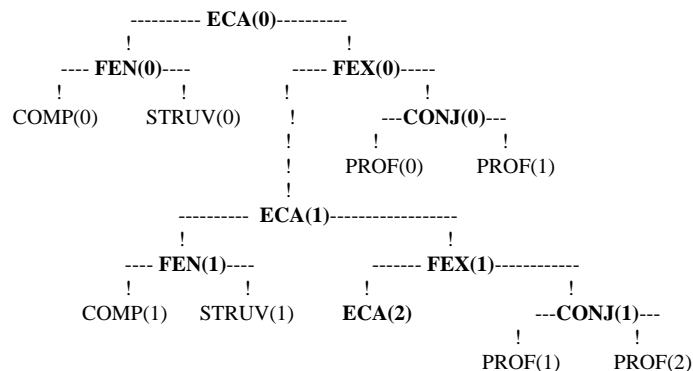 ---------- ECA(0)----------
! !
---- FEN(0)---- ----- FEX(0)-----
! ! ! !
COMP(0) STRUV(0) ! ---CONJ(0)---
! ! !
! PROF(0) PROF(1)
!
---------- ECA(1)------------------
! !
---- FEN(1)---- ------- FEX(1)------------
! ! ! !
COMP(1) STRUV(1) ECA(2) ---CONJ(1)---
! !
PROF(1) PROF(2)